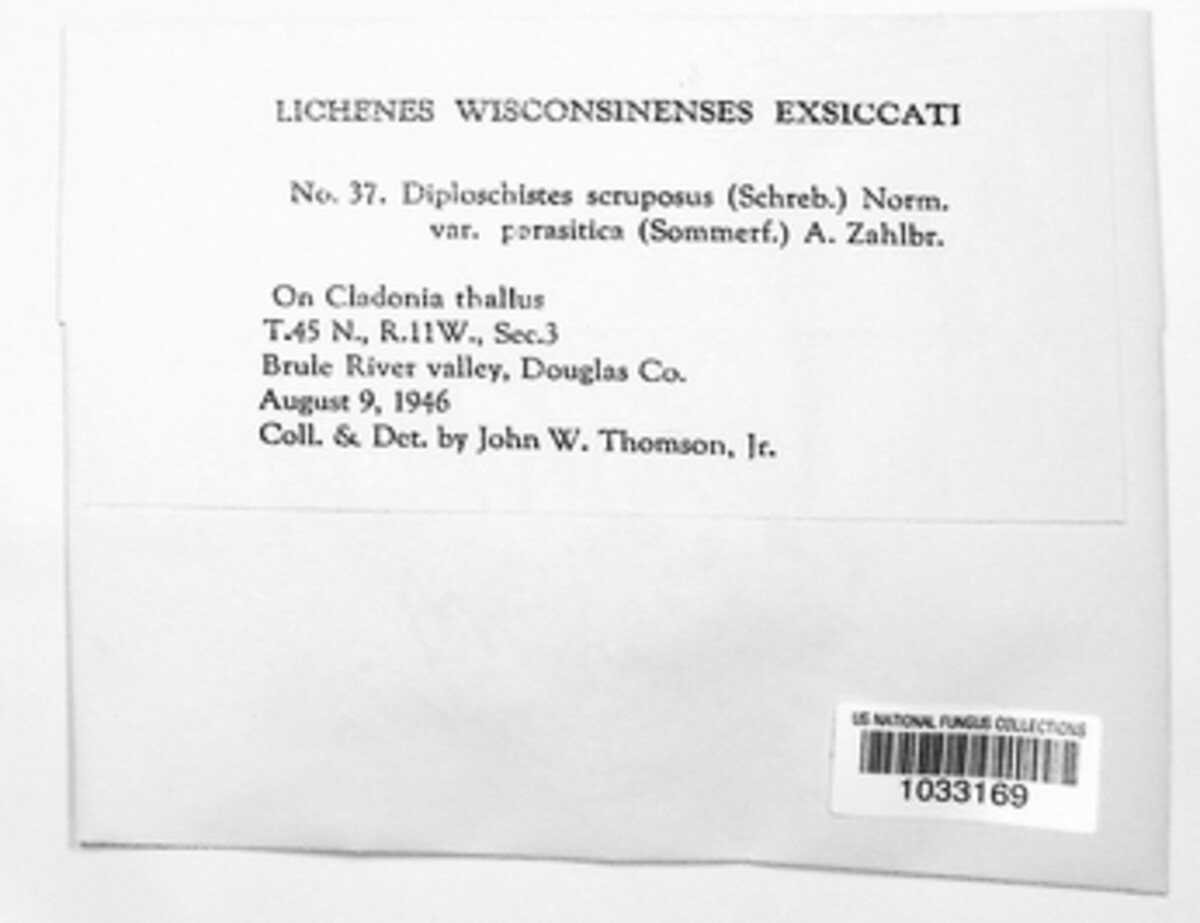 LICHENES WISCONSINENSES EXSICCATI
No. 37. Diploschistes scruposus (Schreb.) Norm.
var. parasitica (Sommerf.) A. Zahlbr.
On Cladonia thallus
T.45 N., R.11W., Sec.3
Brule River valley, Douglas Co.
August 9, 1946
Coll. & Det. by John W. Thomson, Jr.
US NATIONAL FUNGUS COLLECTIONS
1033169